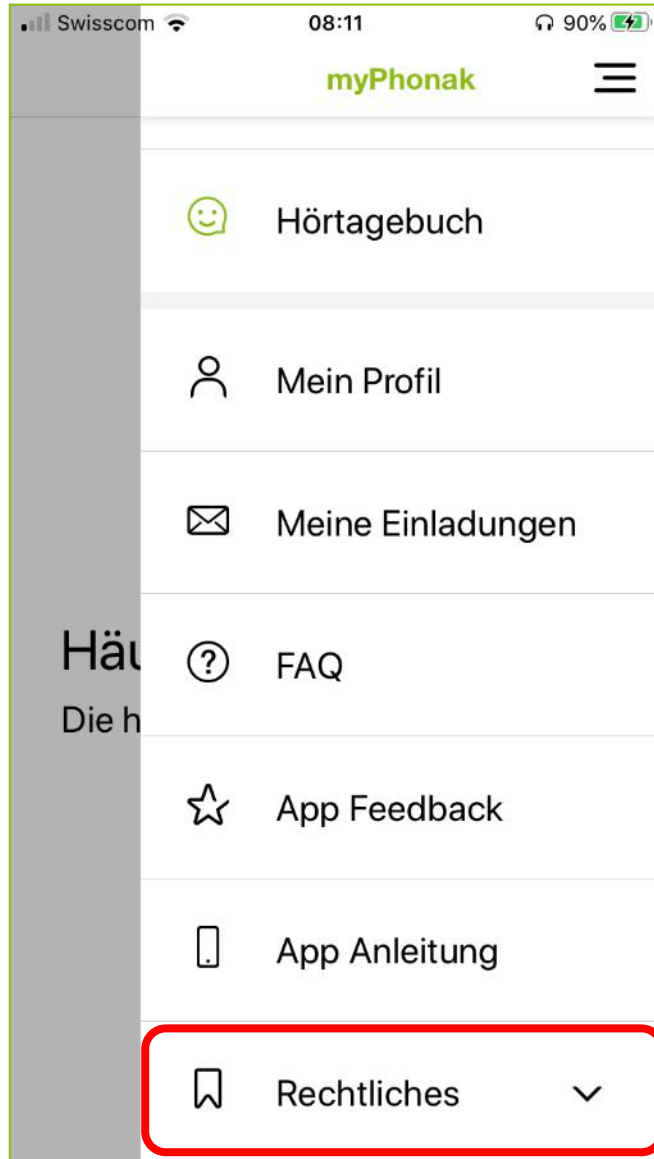 Swisscom 08:11 90%
myPhonak
Hörtagebuch
Mein Profil
Meine Einladungen
Häu
FAQ
Die h
App Feedback
App Anleitung
Rechtliches